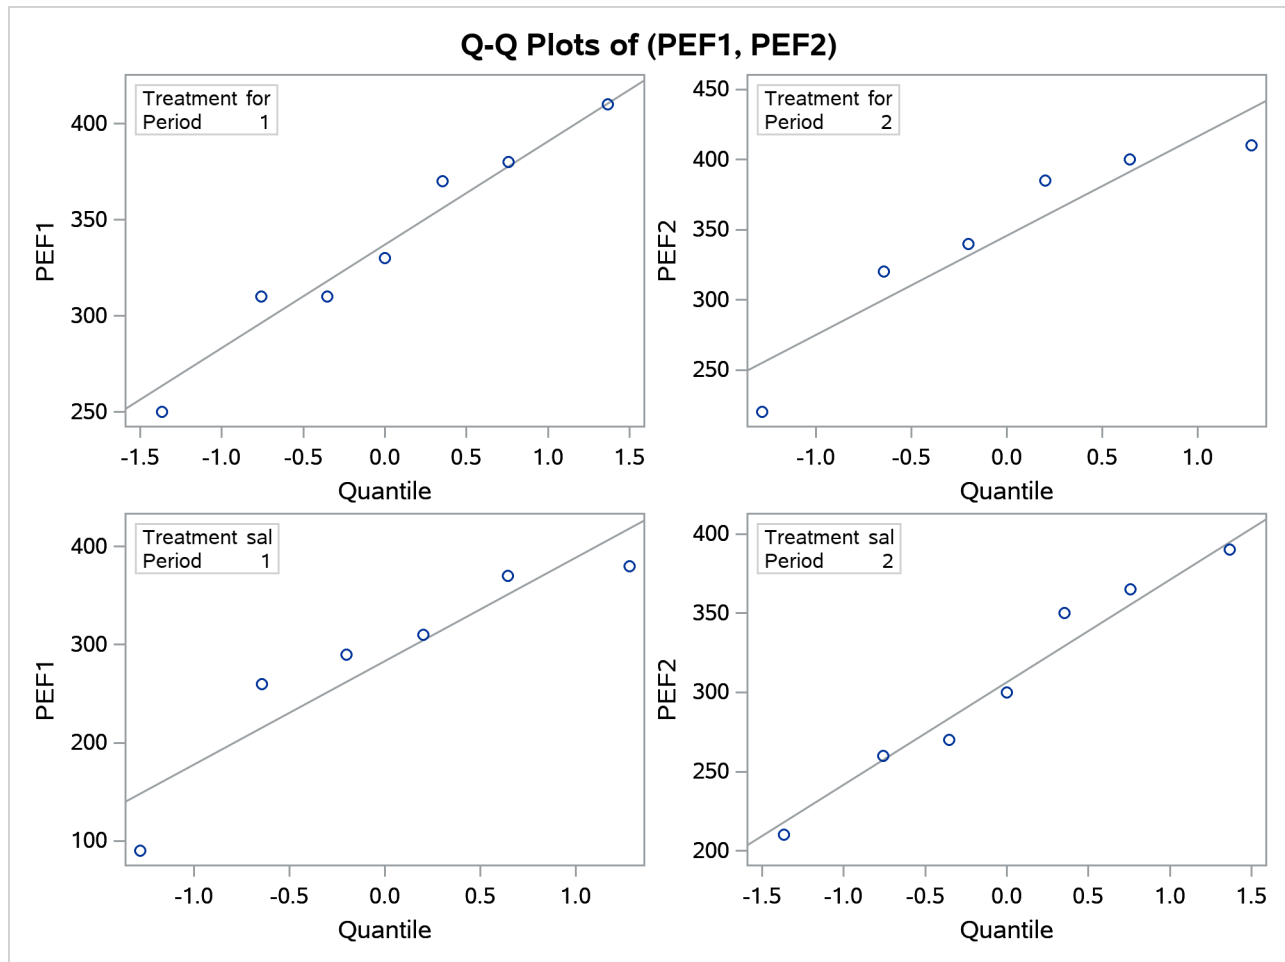 Q-Q Plots of (PEF1, PEF2)
Treatment for
Period 1
PEF1
400
350
300
250
-1.5 -1.0 -0.5 0.0 0.5 1.0 1.5
Quantile
Treatment for
Period 2
PEF2
450
400
350
300
250
-1.0 -0.5 0.0 0.5 1.0
Quantile
Treatment sal
Period 1
PEF1
400
300
200
100
-1.0 -0.5 0.0 0.5 1.0
Quantile
Treatment sal
Period 2
PEF2
400
350
300
250
200
-1.5 -1.0 -0.5 0.0 0.5 1.0 1.5
Quantile